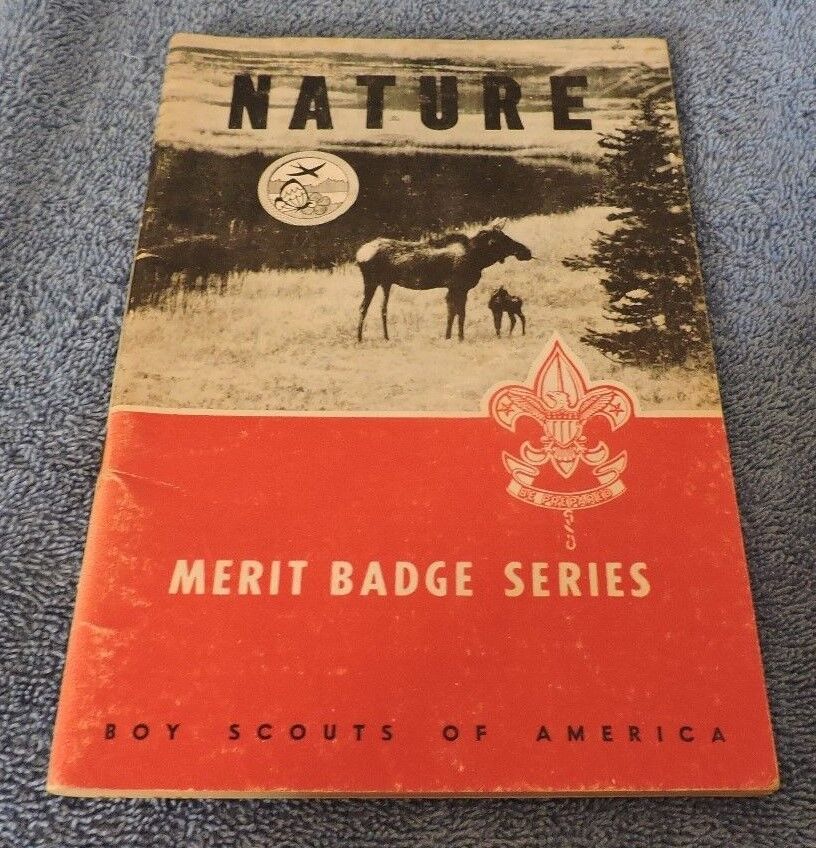 NATURE
BE PREPARED
MERIT BADGE SERIES
BOY SCOUTS OF AMERICA